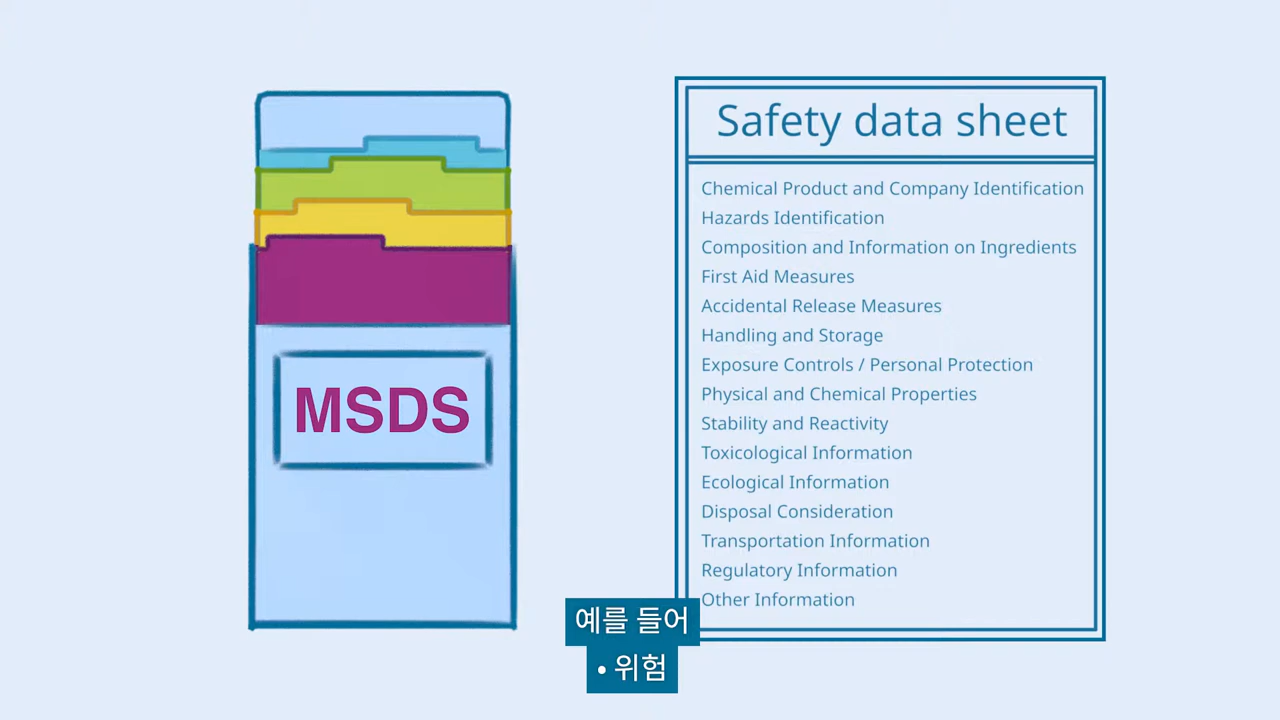 MSDS
Safety data sheet
Chemical Product and Company Identification
Hazards Identification
Composition and Information on Ingredients
First Aid Measures
Accidental Release Measures
Handling and Storage
Exposure Controls / Personal Protection
Physical and Chemical Properties
Stability and Reactivity
Toxicological Information
Ecological Information
Disposal Consideration
Transportation Information
Regulatory Information
Other Information
예를 들어
• 위험